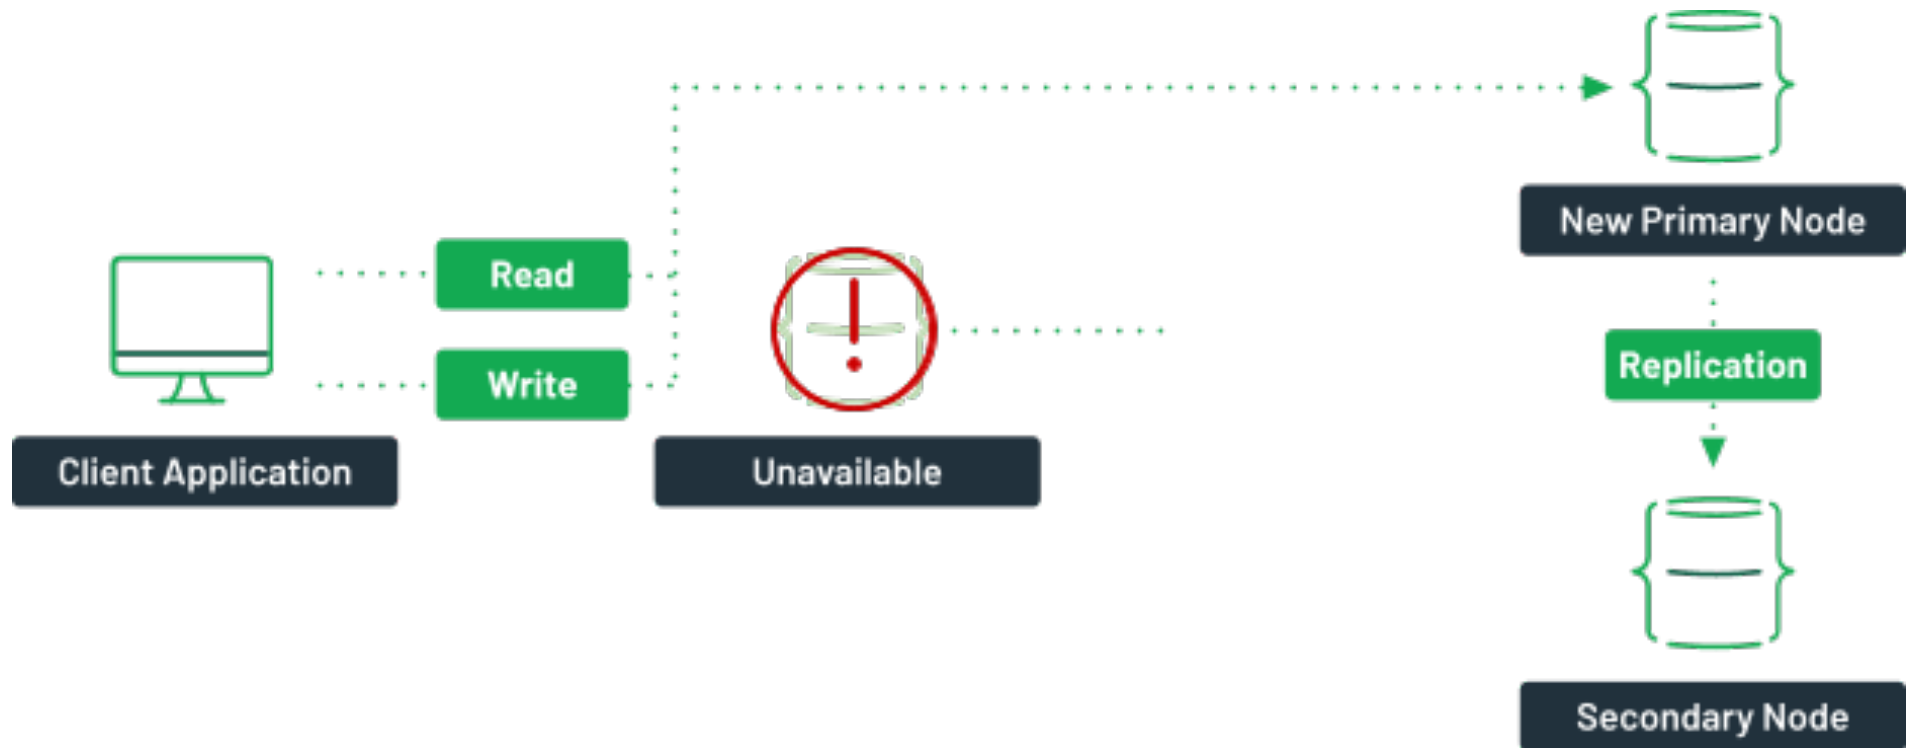 New Primary Node
Read
Write
Replication
Client Application
Unavailable
Secondary Node